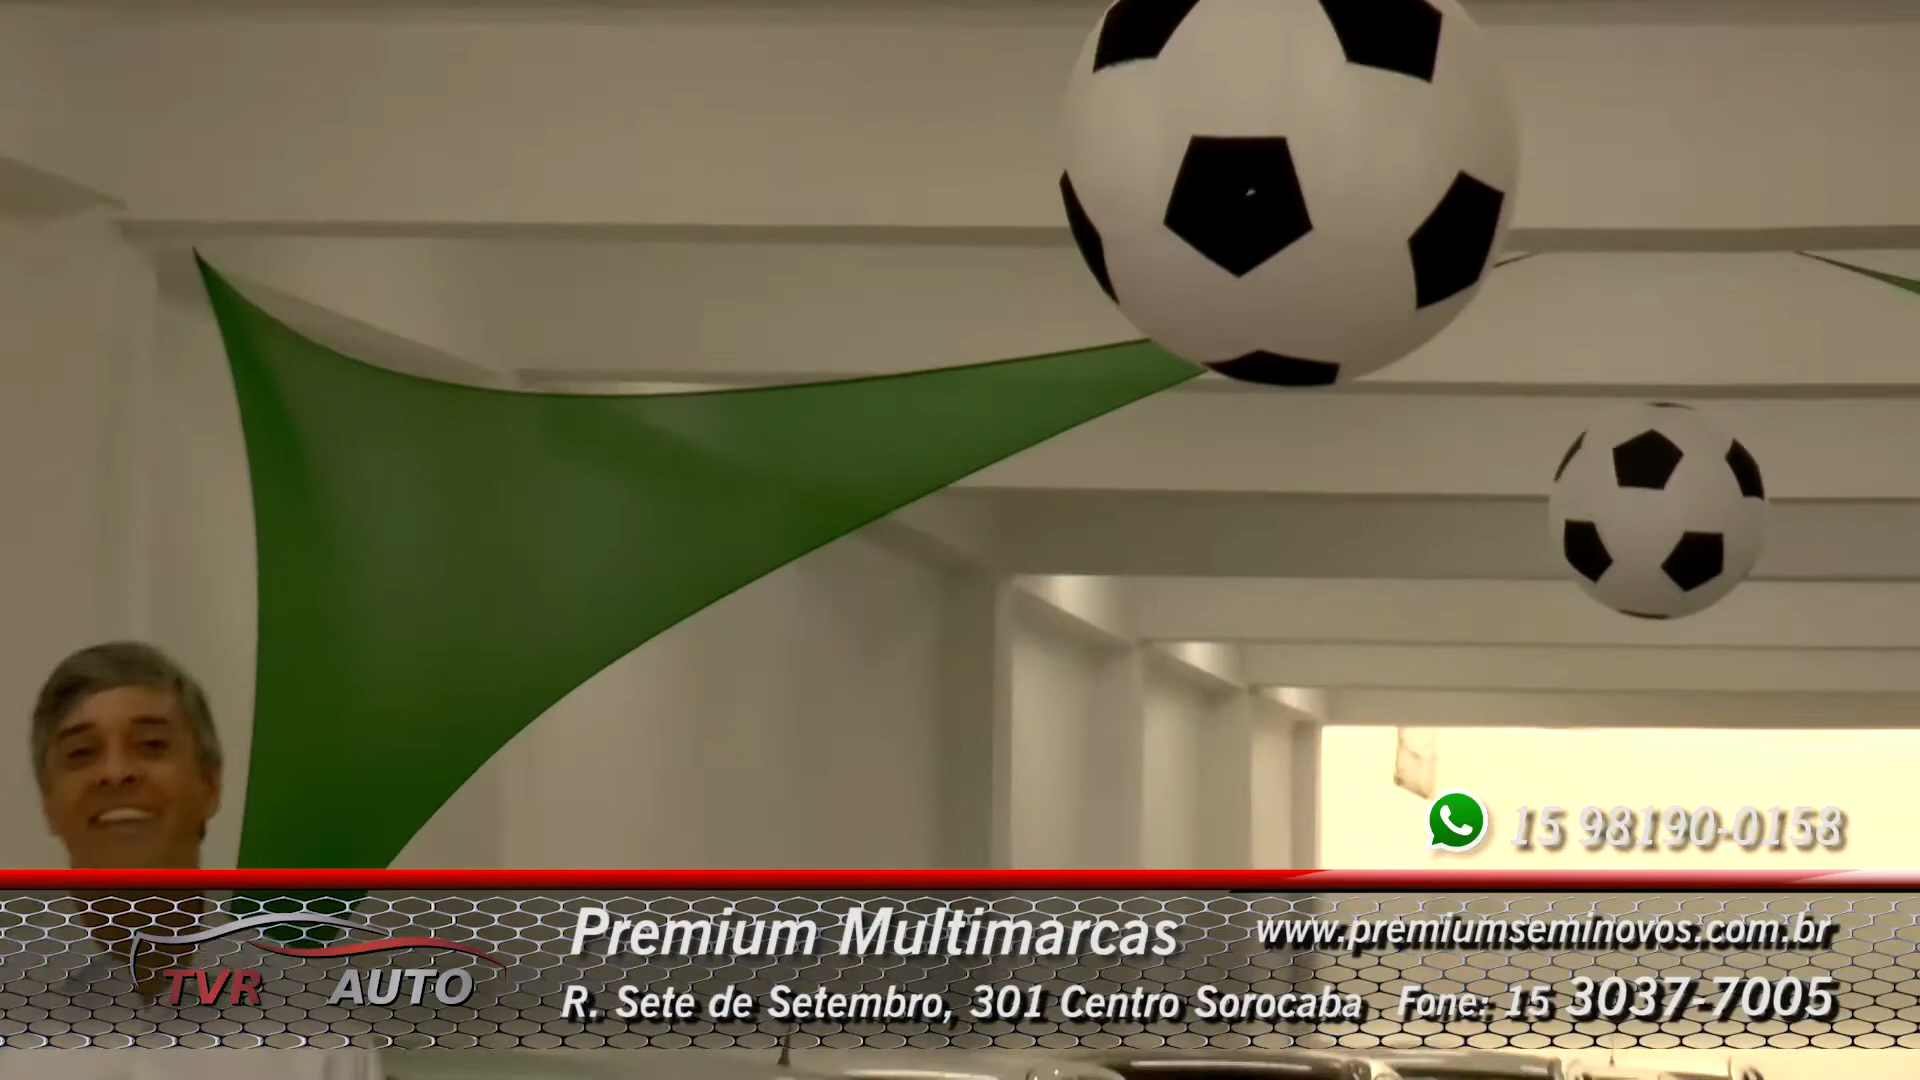 15 98190-0158
Premium Multimarcas
www.premiumseminovos.com.br
TVR AUTO
R. Sete de Setembro, 301 Centro Sorocaba
Fone: 15 3037-7005